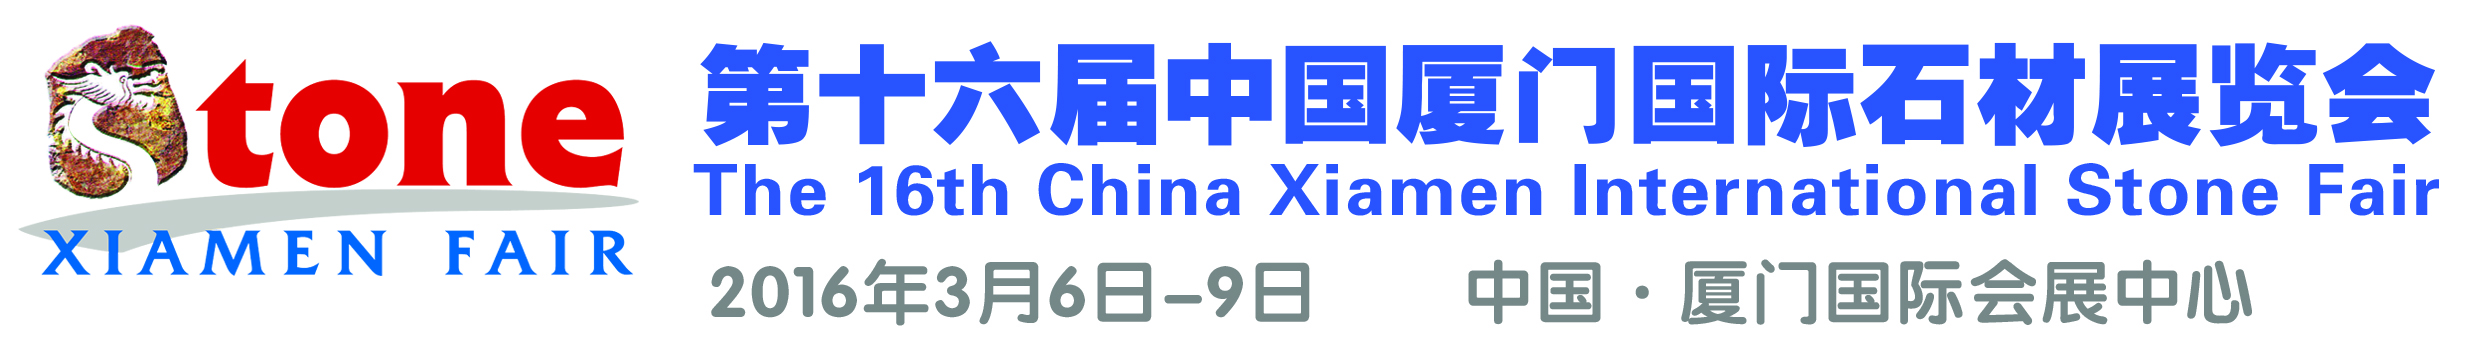 Stone
XIAMEN FAIR
第十六届中国厦门国际石材展览会
The 16th China Xiamen International Stone Fair
2016年3月6日-9日 中国·厦门国际会展中心